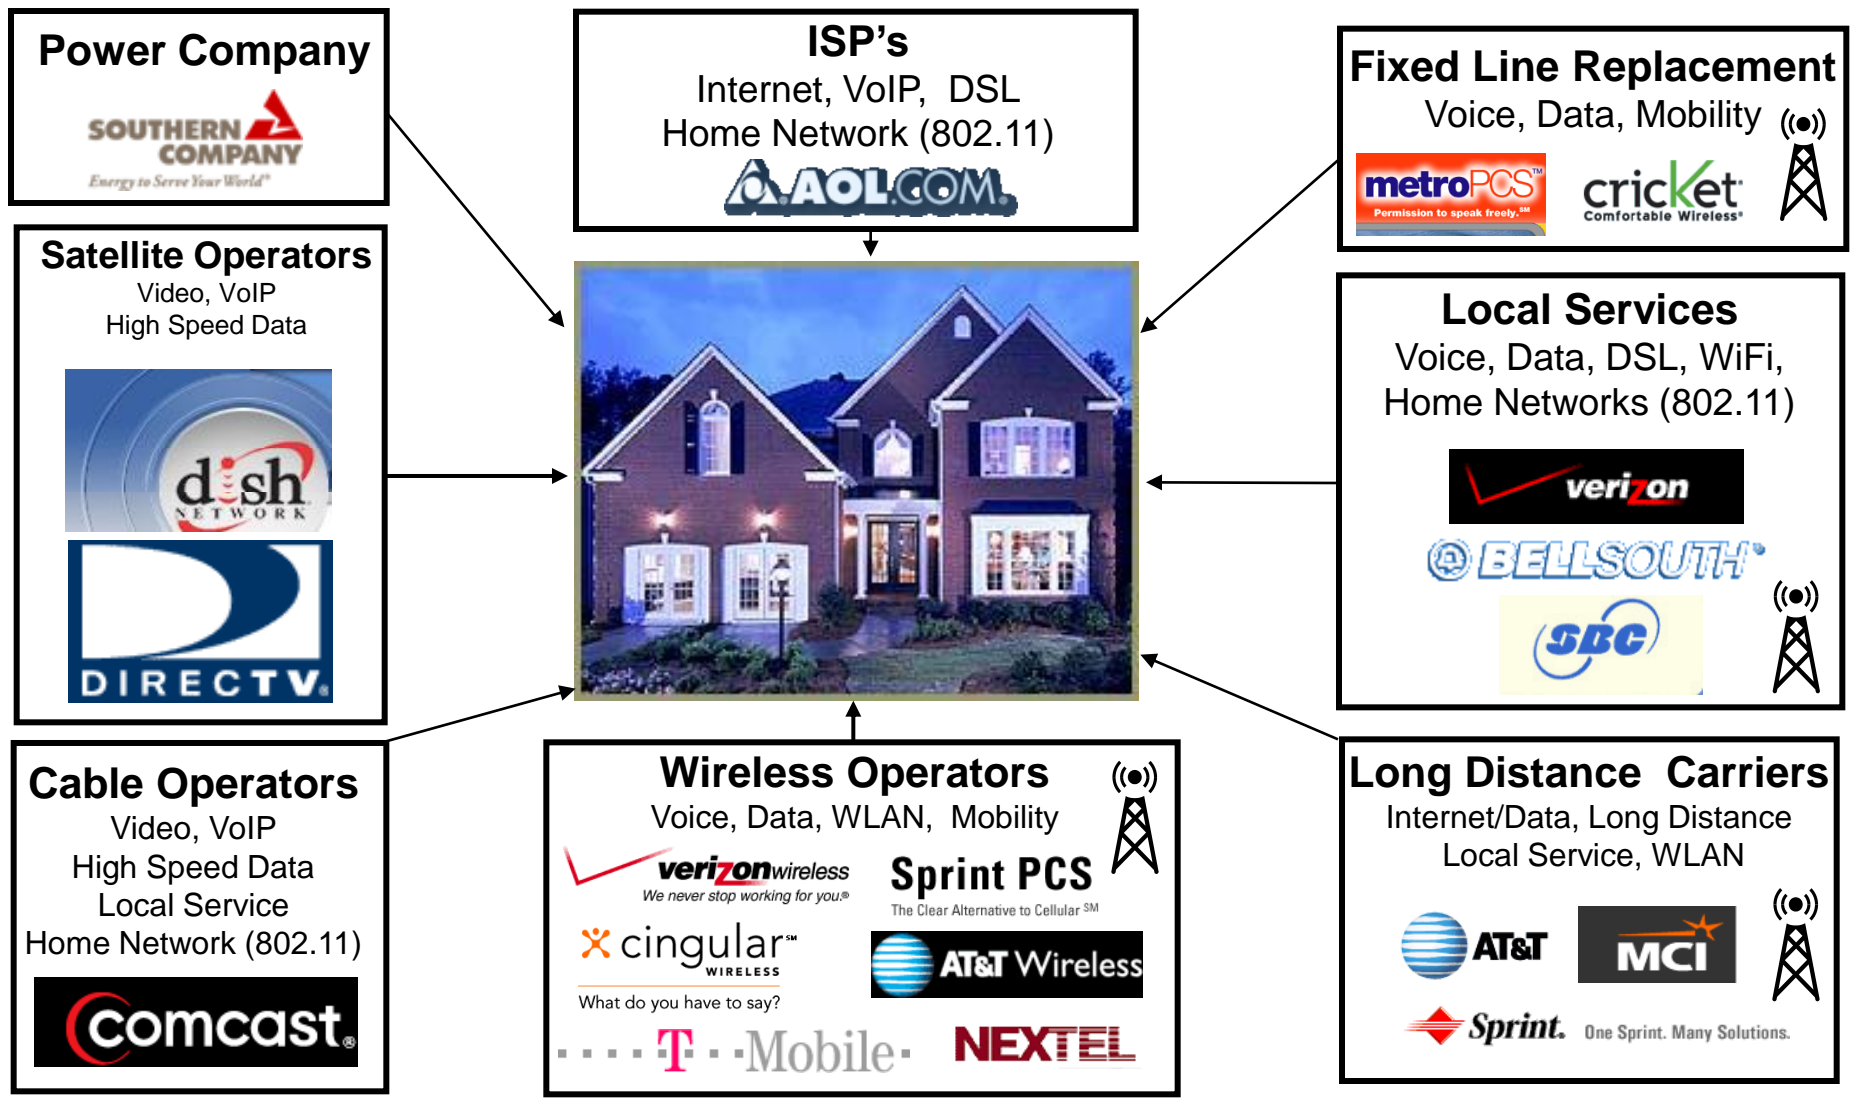 Power Company
SOUTHERN
COMPANY
Energy to Serve Your World®
ISP's
Internet, VoIP, DSL
Home Network (802.11)
AOL.COM.
Fixed Line Replacement
Voice, Data, Mobility
metroPCS™
Permission to speak freely.℠
cricket
Comfortable Wireless®
Satellite Operators
Video, VoIP
High Speed Data
dish
NETWORK
DIRECTV®
Local Services
Voice, Data, DSL, WiFi,
Home Networks (802.11)
verizon
BELLSOUTH®
SBC
Cable Operators
Video, VoIP
High Speed Data
Local Service
Home Network (802.11)
Comcast®
Wireless Operators
Voice, Data, WLAN, Mobility
verizonwireless
We never stop working for you.®
Sprint PCS
The Clear Alternative to Cellular ℠
cingular℠
WIRELESS
What do you have to say?
AT&T Wireless
T Mobile
NEXTEL
Long Distance Carriers
Internet/Data, Long Distance
Local Service, WLAN
AT&T
MCI
Sprint.
One Sprint. Many Solutions.